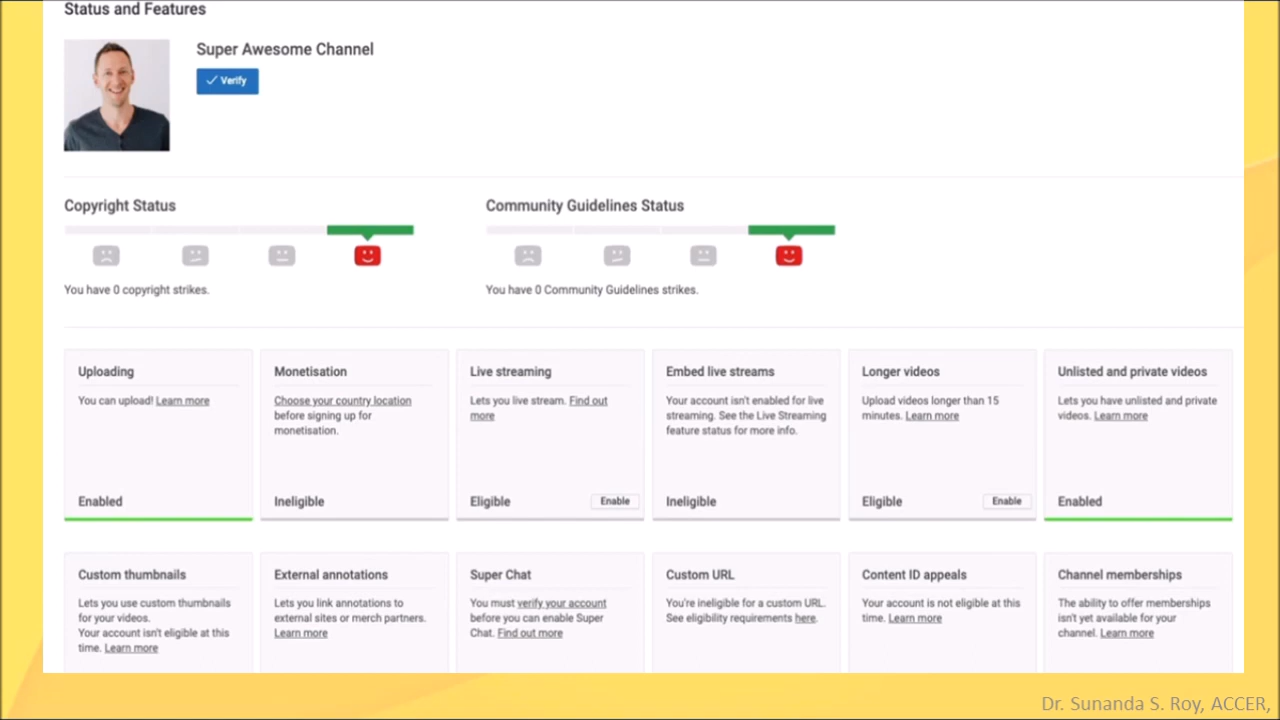 Status and Features
Super Awesome Channel
Verify
Copyright Status
You have 0 copyright strikes.
Community Guidelines Status
You have 0 Community Guidelines strikes.
Uploading
You can upload! Learn more
Enabled
Monetisation
Choose your country location
before signing up for
monetisation.
Ineligible
Live streaming
Lets you live stream. Find out
more
Eligible
Enable
Embed live streams
Your account isn't enabled for live
streaming. See the Live Streaming
feature status for more info.
Ineligible
Longer videos
Upload videos longer than 15
minutes. Learn more
Eligible
Enable
Unlisted and private videos
Lets you have unlisted and private
videos. Learn more
Enabled
Custom thumbnails
Lets you use custom thumbnails
for your videos.
Your account isn't eligible at this
time. Learn more
External annotations
Lets you link annotations to
external sites or merch partners.
Learn more
Super Chat
You must verify your account
before you can enable Super
Chat. Find out more
Custom URL
You're ineligible for a custom URL.
See eligibility requirements here.
Content ID appeals
Your account is not eligible at this
time. Learn more
Channel memberships
The ability to offer memberships
isn't yet available for your
channel. Learn more
Dr. Sunanda S. Roy, ACCER,